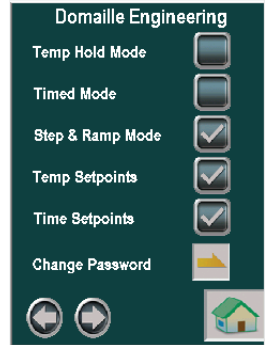 Domaille Engineering
Temp Hold Mode
Timed Mode
Step & Ramp Mode
Temp Setpoints
Time Setpoints
Change Password